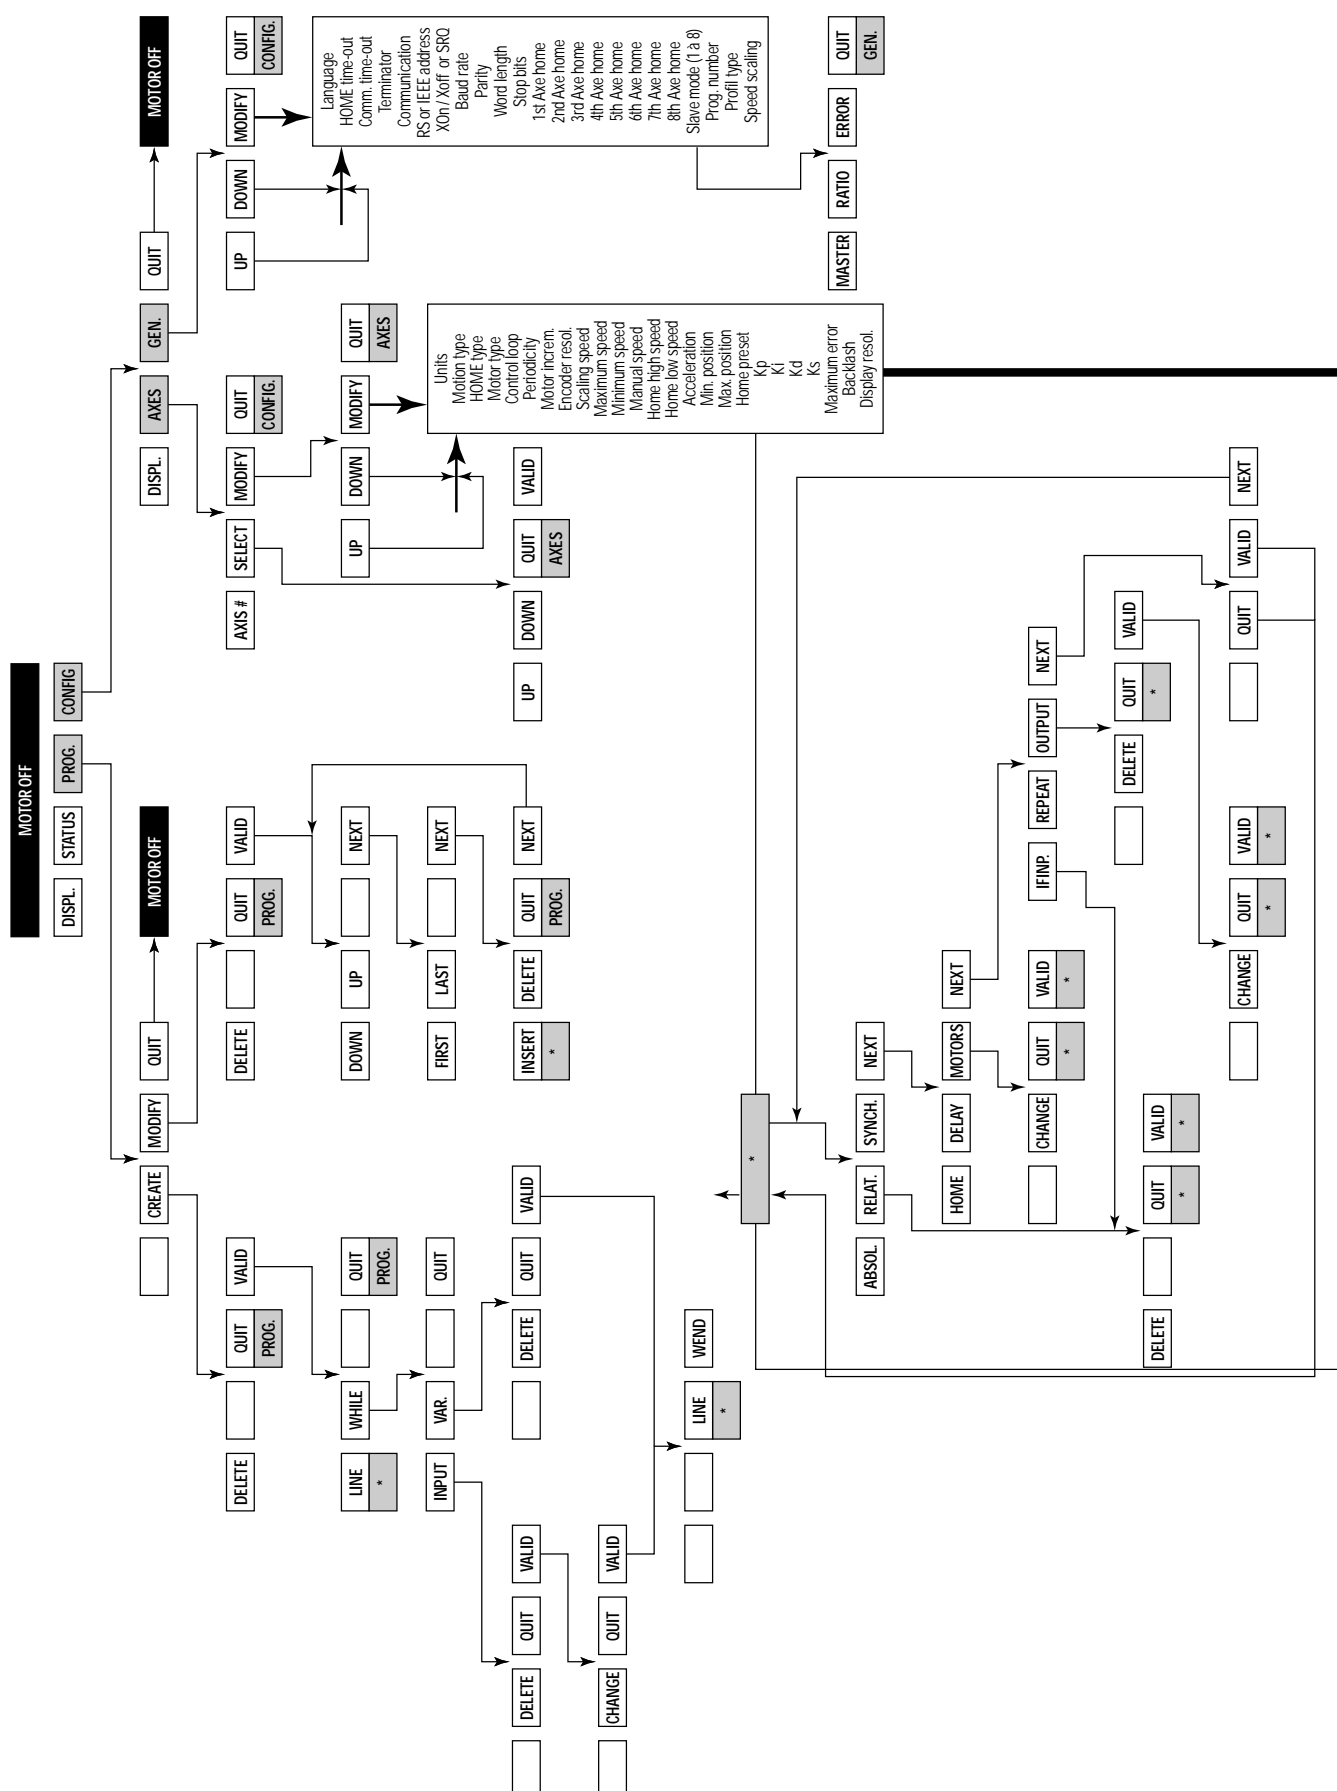 MOTOR OFF
DISPL.
STATUS
PROG.
CONFIG
CREATE
MODIFY
QUIT
MOTOR OFF
DISPL.
AXES
GEN.
QUIT
MOTOR OFF
DELETE
QUIT
PROG.
VALID
DELETE
QUIT
PROG.
VALID
AXIS #
SELECT
MODIFY
QUIT
CONFIG.
UP
DOWN
MODIFY
QUIT
CONFIG.
LINE
*
WHILE
QUIT
PROG.
DOWN
UP
NEXT
UP
DOWN
MODIFY
QUIT
AXES
Language
HOME time-out
Comm. time-out
Terminator
Communication
RS or IEEE address
XOn / Xoff or SRQ
Baud rate
Parity
Word length
Stop bits
1st Axe home
2nd Axe home
3rd Axe home
4th Axe home
5th Axe home
6th Axe home
7th Axe home
8th Axe home
Slave mode (1 à 8)
Prog. number
Profil type
Speed scaling
INPUT
VAR.
QUIT
FIRST
LAST
NEXT
Units
Motion type
HOME type
Motor type
Control loop
Periodicity
Motor increm.
Encoder resol.
Scaling speed
Maximum speed
Minimum speed
Manual speed
Home high speed
Home low speed
Acceleration
Min. position
Max. position
Home preset
Kp
Ki
Kd
Ks
Maximum error
Backlash
Display resol.
DELETE
QUIT
VALID
DELETE
QUIT
VALID
INSERT
*
DELETE
QUIT
PROG.
NEXT
UP
DOWN
QUIT
AXES
VALID
CHANGE
QUIT
VALID
LINE
*
WEND
*
MASTER
RATIO
ERROR
QUIT
GEN.
ABSOL.
RELAT.
SYNCH.
NEXT
HOME
DELAY
MOTORS
NEXT
CHANGE
QUIT
*
VALID
*
IFINP.
REPEAT
OUTPUT
NEXT
DELETE
QUIT
*
VALID
DELETE
QUIT
*
VALID
*
CHANGE
QUIT
*
VALID
*
QUIT
VALID
NEXT